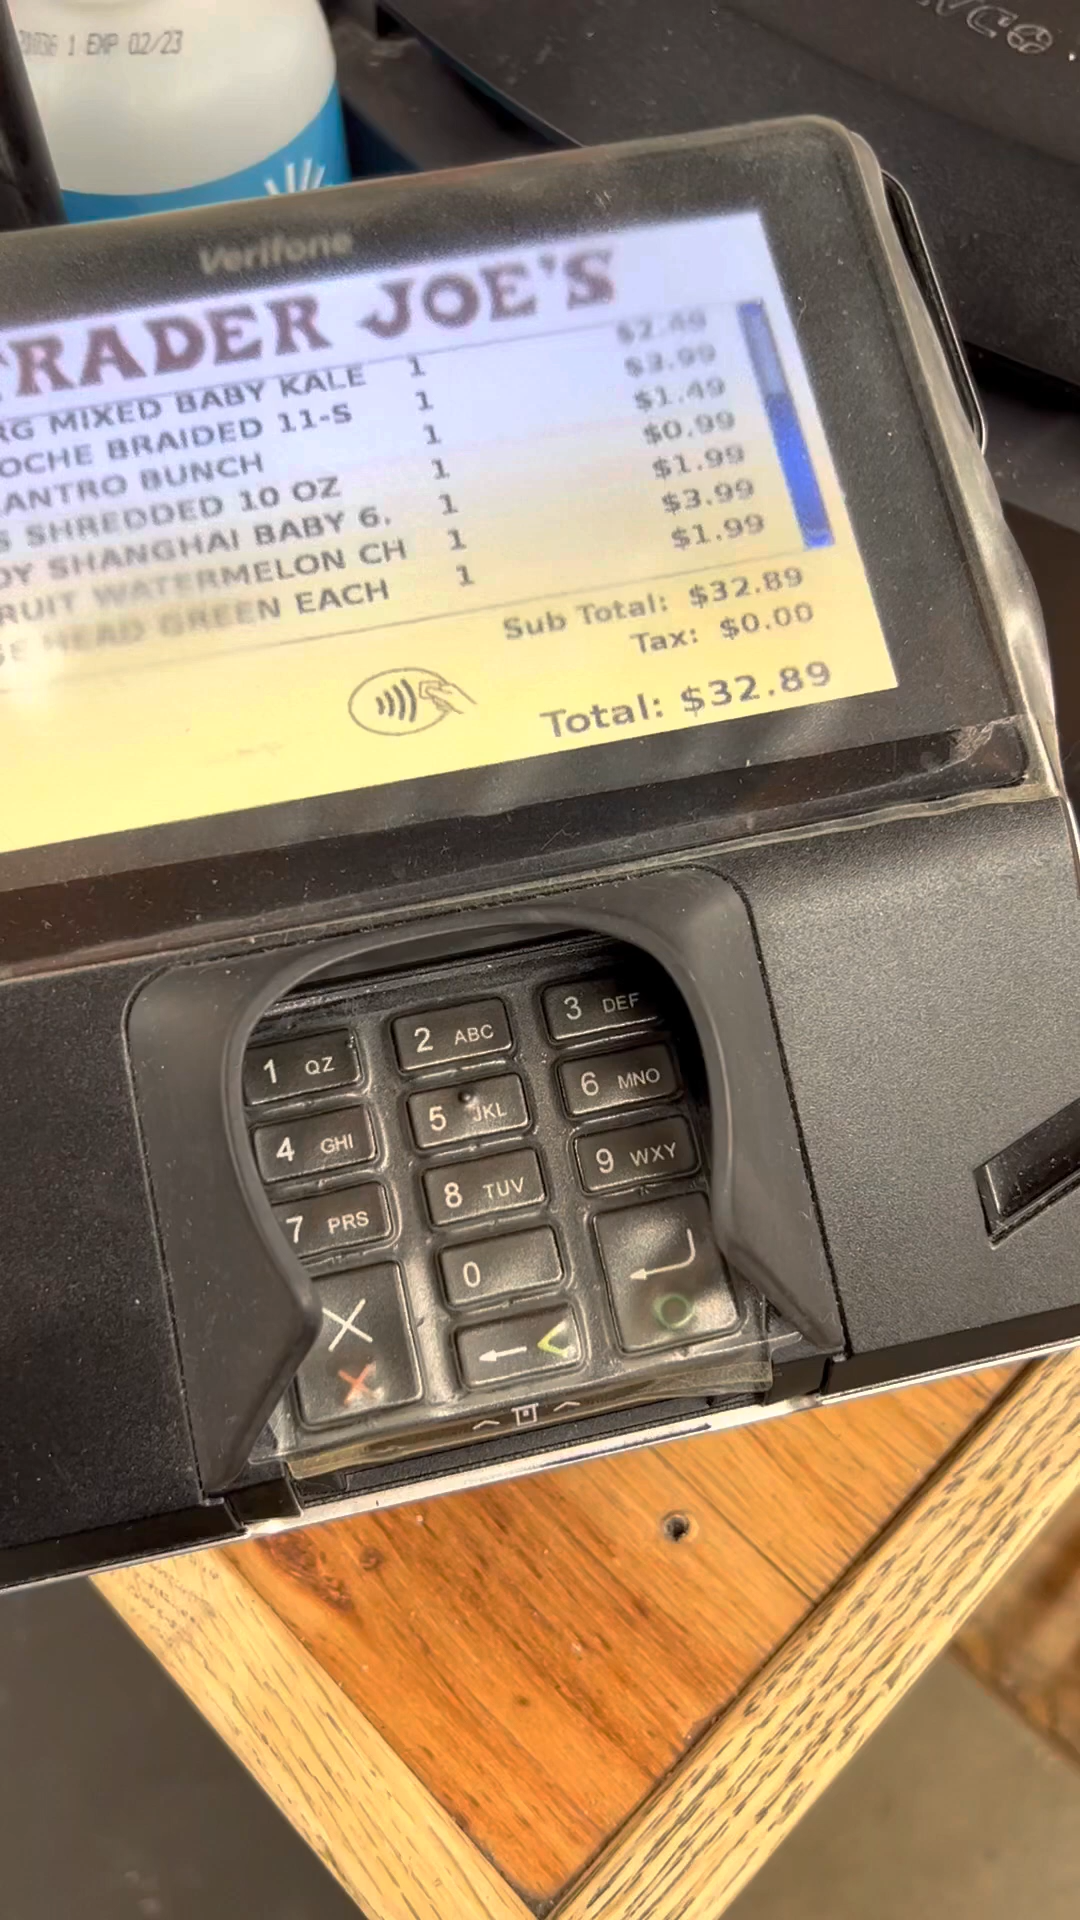 1 EXP 02/23
Verifone
TRADER JOE'S
RG MIXED BABY KALE 1 $2.49
OCHE BRAIDED 11-S 1 $3.99
ANTRO BUNCH 1 $1.49
S SHREDDED 10 OZ 1 $0.99
OY SHANGHAI BABY 6. 1 $1.99
RUIT WATERMELON CH 1 $3.99
GE HEAD GREEN EACH 1 $1.99
Sub Total: $32.89
Tax: $0.00
Total: $32.89
1 QZ 2 ABC 3 DEF
4 GHI 5 JKL 6 MNO
7 PRS 8 TUV 9 WXY
0